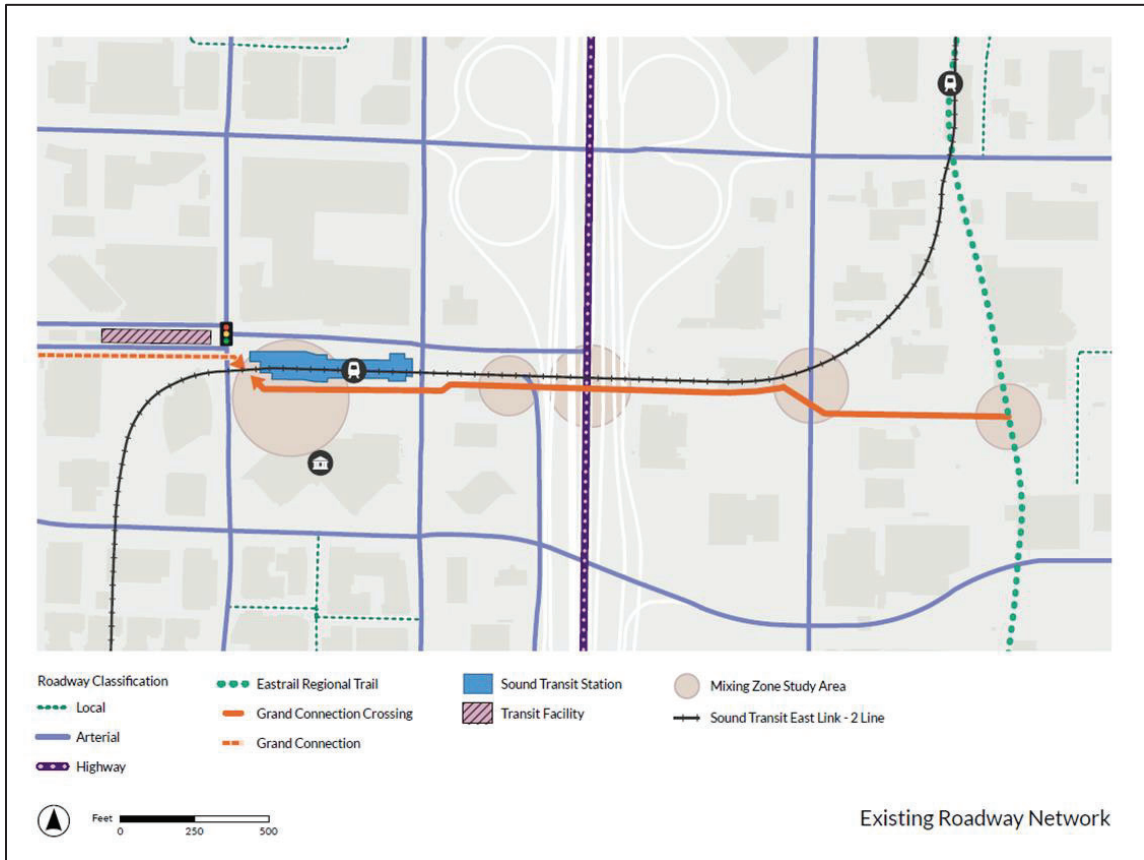 Roadway Classification
Local
Arterial
Highway
Eastrail Regional Trail
Grand Connection Crossing
Grand Connection
Sound Transit Station
Transit Facility
Mixing Zone Study Area
Sound Transit East Link - 2 Line
Feet
0 250 500
Existing Roadway Network